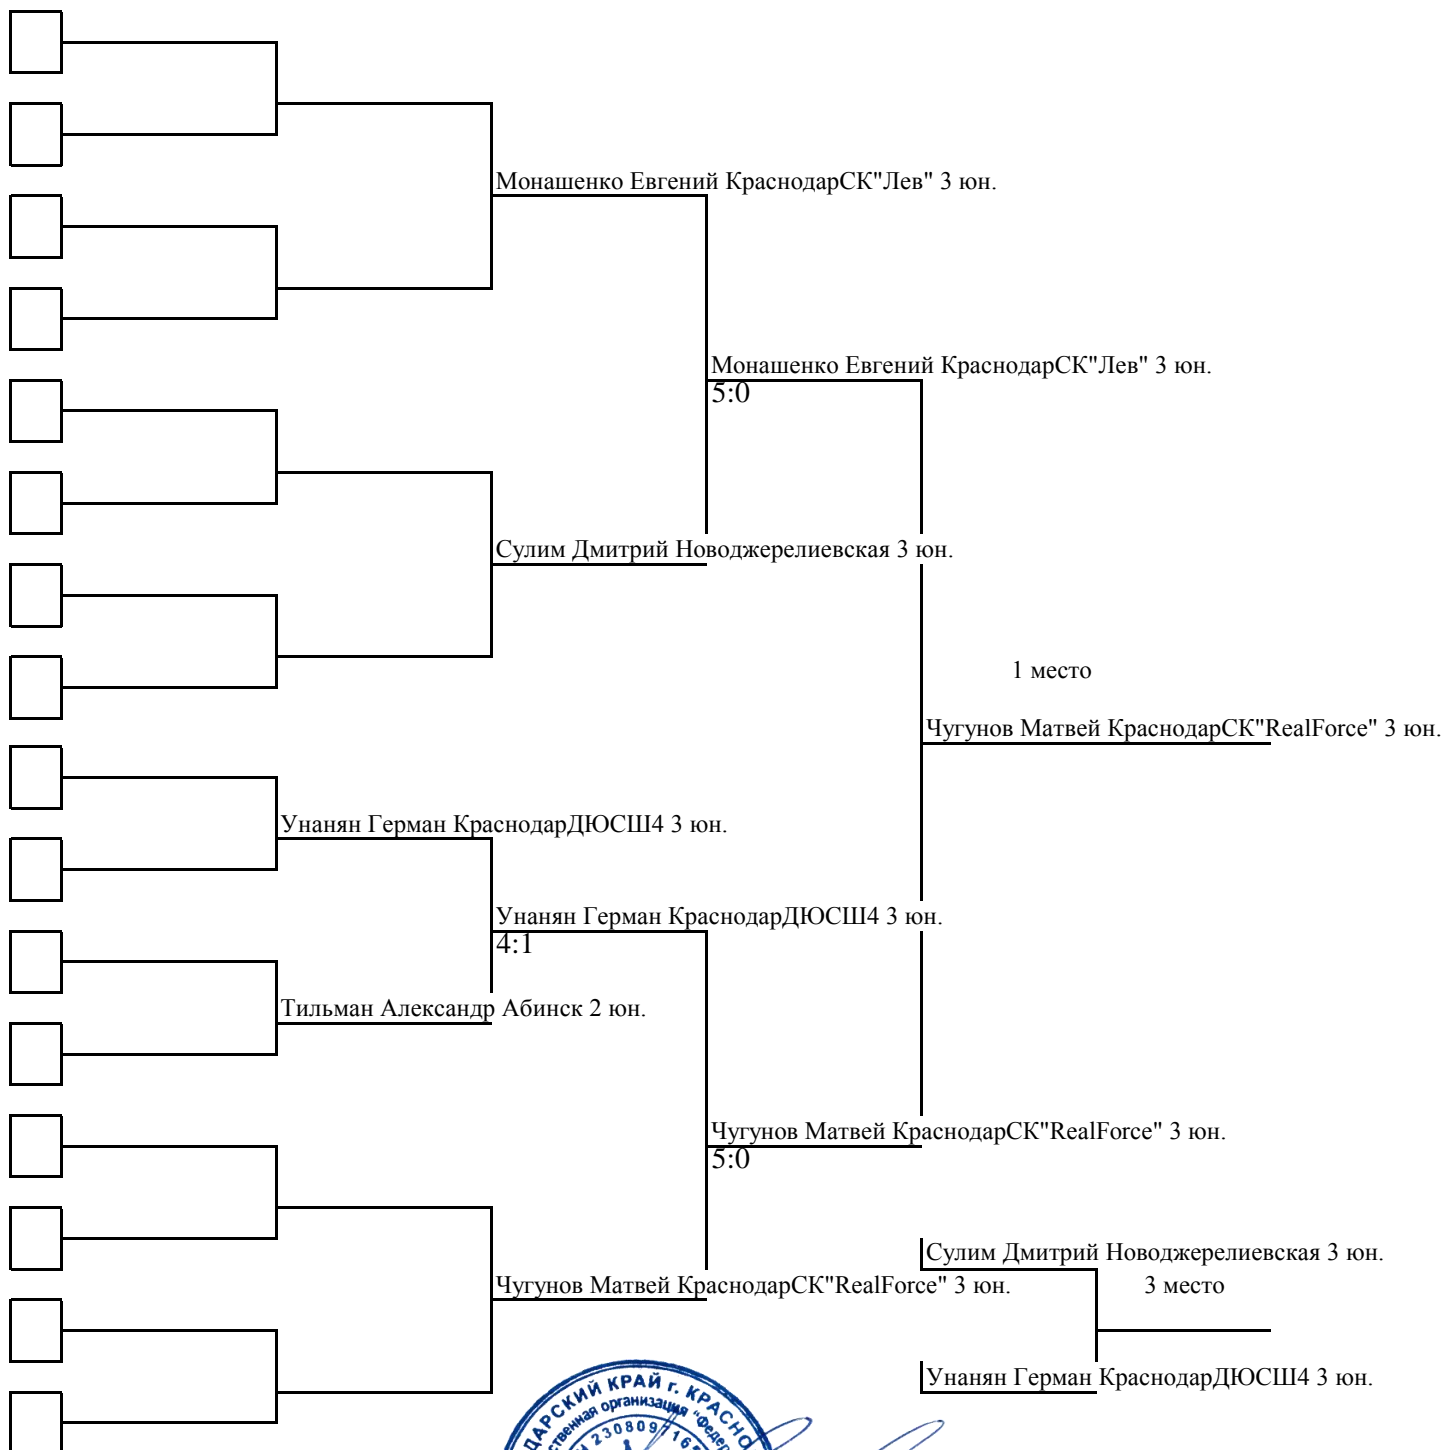 Монашенко Евгений КраснодарСК"Лев" 3 юн.
Монашенко Евгений КраснодарСК"Лев" 3 юн.
5:0
Сулим Дмитрий Новоджерелиевская 3 юн.
1 место
Чугунов Матвей КраснодарСК"RealForce" 3 юн.
Унанян Герман КраснодарДЮСШ4 3 юн.
Унанян Герман КраснодарДЮСШ4 3 юн.
4:1
Тильман Александр Абинск 2 юн.
Чугунов Матвей КраснодарСК"RealForce" 3 юн.
5:0
Сулим Дмитрий Новоджерелиевская 3 юн.
Чугунов Матвей КраснодарСК"RealForce" 3 юн.
3 место
Унанян Герман КраснодарДЮСШ4 3 юн.
КРАЙ г.
организация